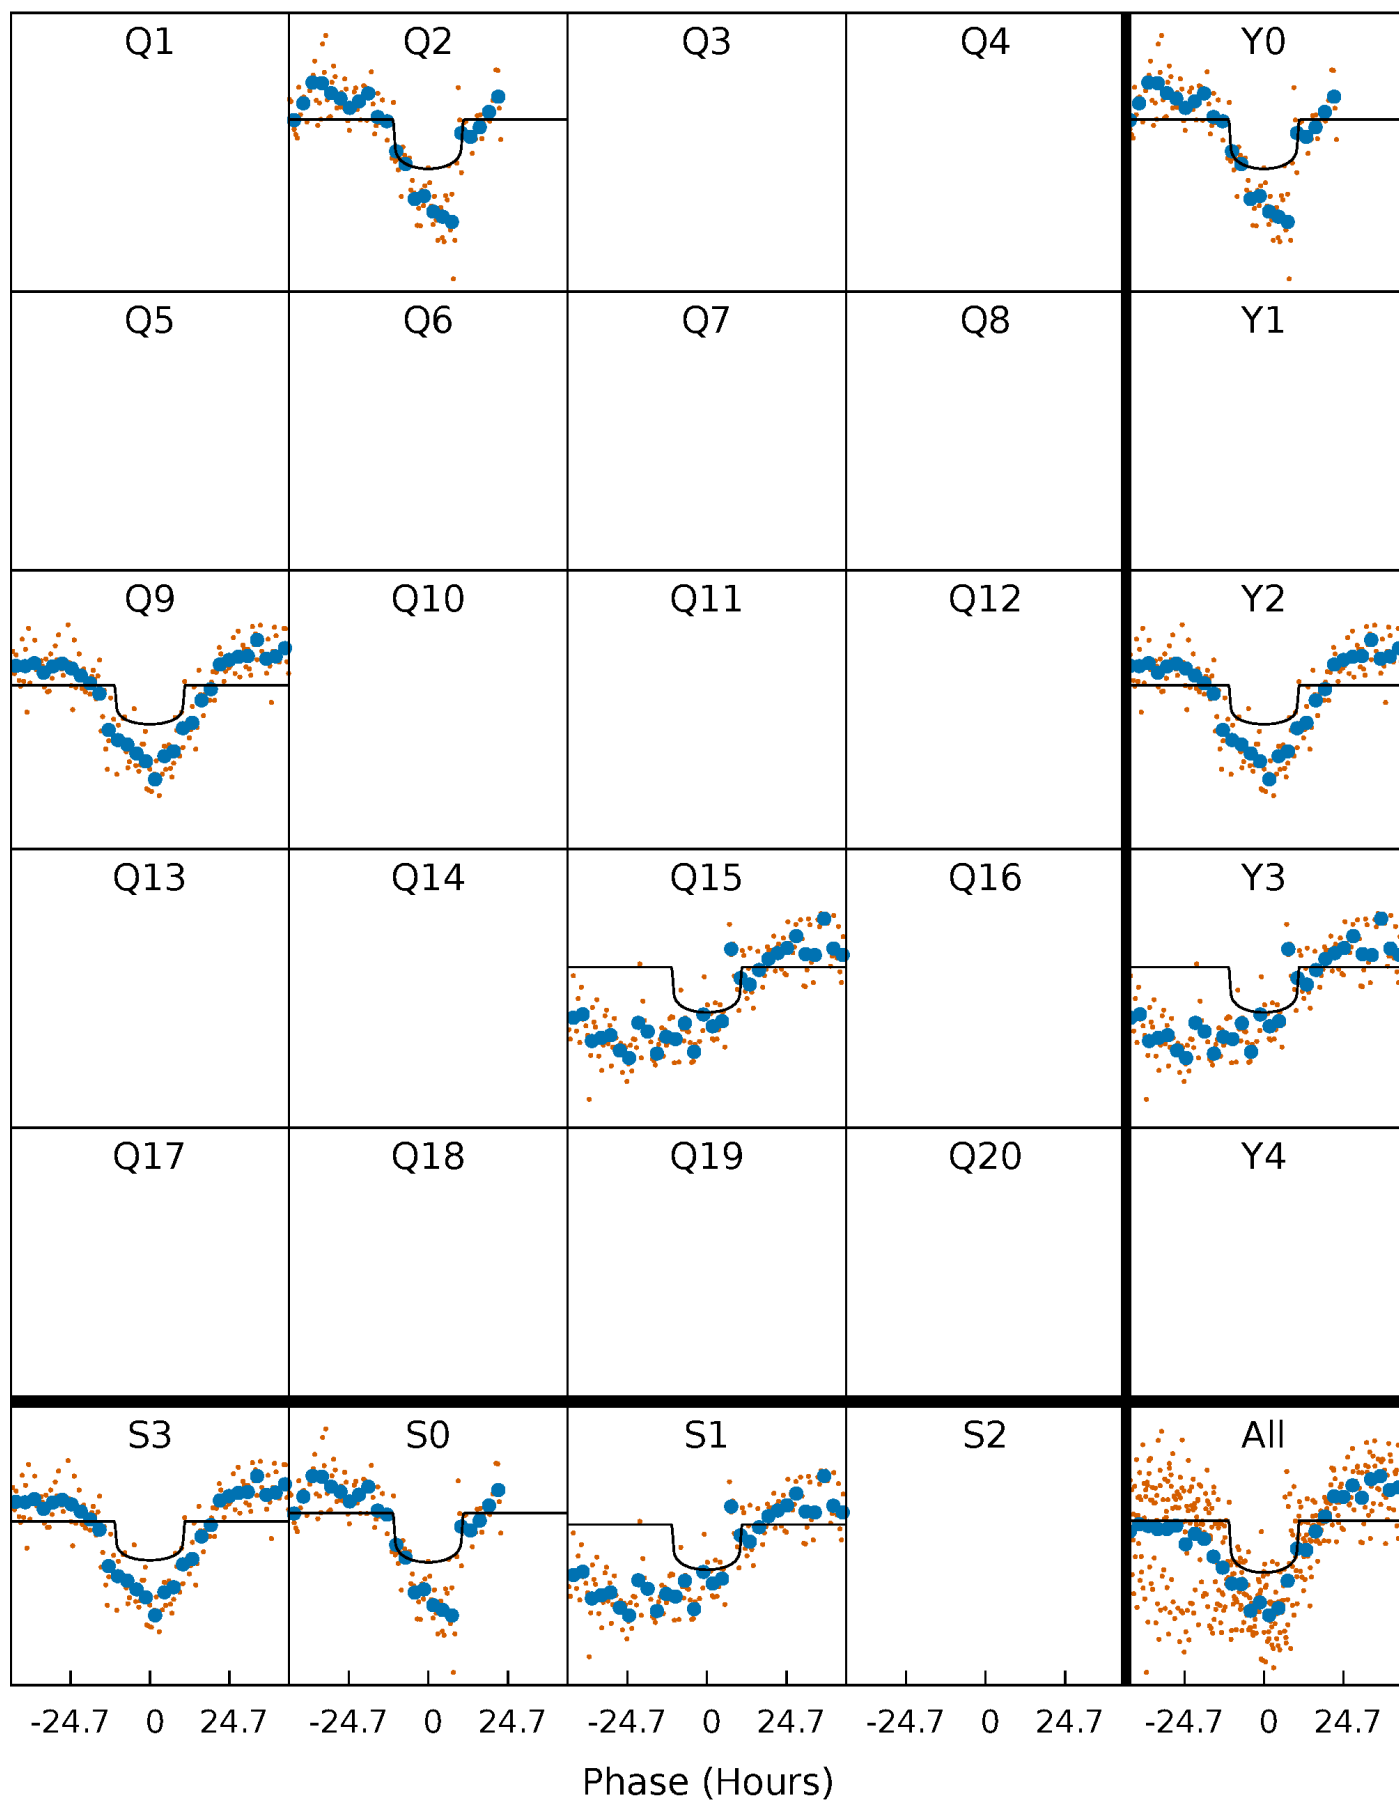 Q1 Q2 Q3 Q4 Y0
Q5 Q6 Q7 Q8 Y1
Q9 Q10 Q11 Q12 Y2
Q13 Q14 Q15 Q16 Y3
Q17 Q18 Q19 Q20 Y4
S3 S0 S1 S2 All
-24.7 0 24.7 -24.7 0 24.7 -24.7 0 24.7 -24.7 0 24.7 -24.7 0 24.7
Phase (Hours)